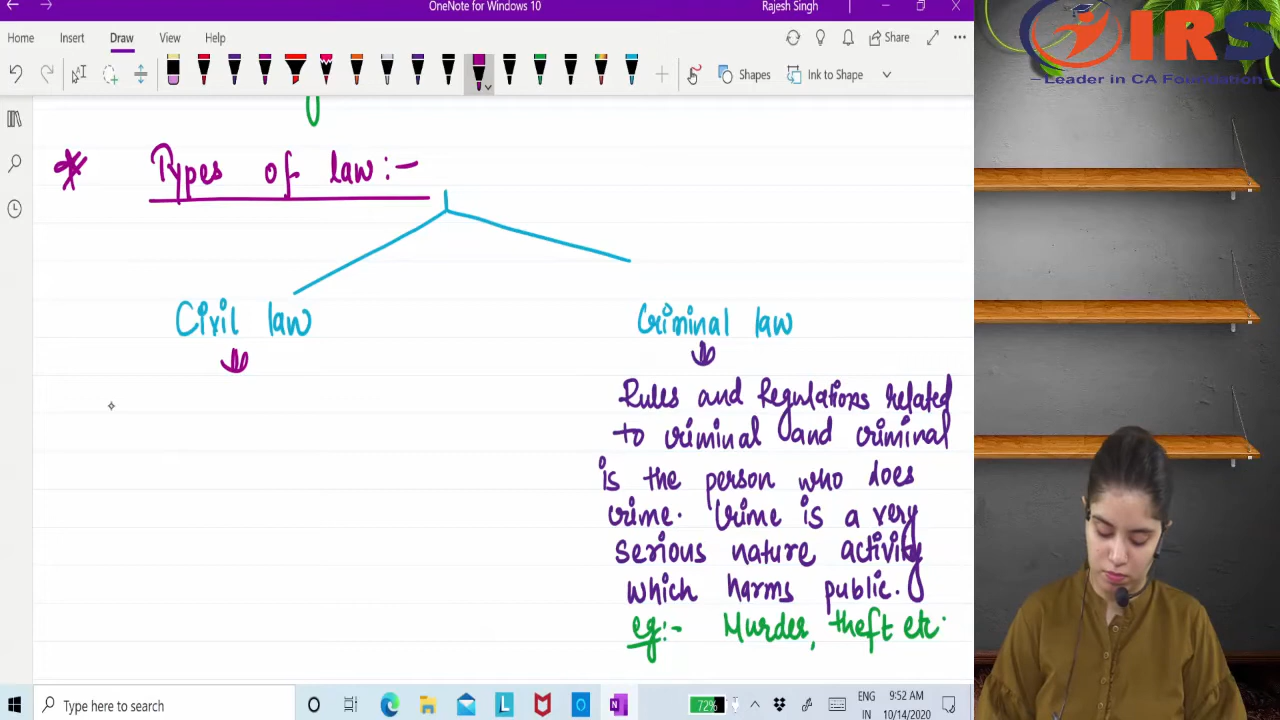 OneNote for Windows 10
Rajesh Singh
Home Insert Draw View Help
Share
Shapes
Ink to Shape
* Types of law:-
Civil law
Criminal law
Rules and Regulations related
to criminal and criminal
is the person who does
crime. Crime is a very
serious nature activity
which harms public.
eg:- Murder, theft etc.
IRS
Leader in CA Foundation
Type here to search
72%
ENG
IN
9:52 AM
10/14/2020